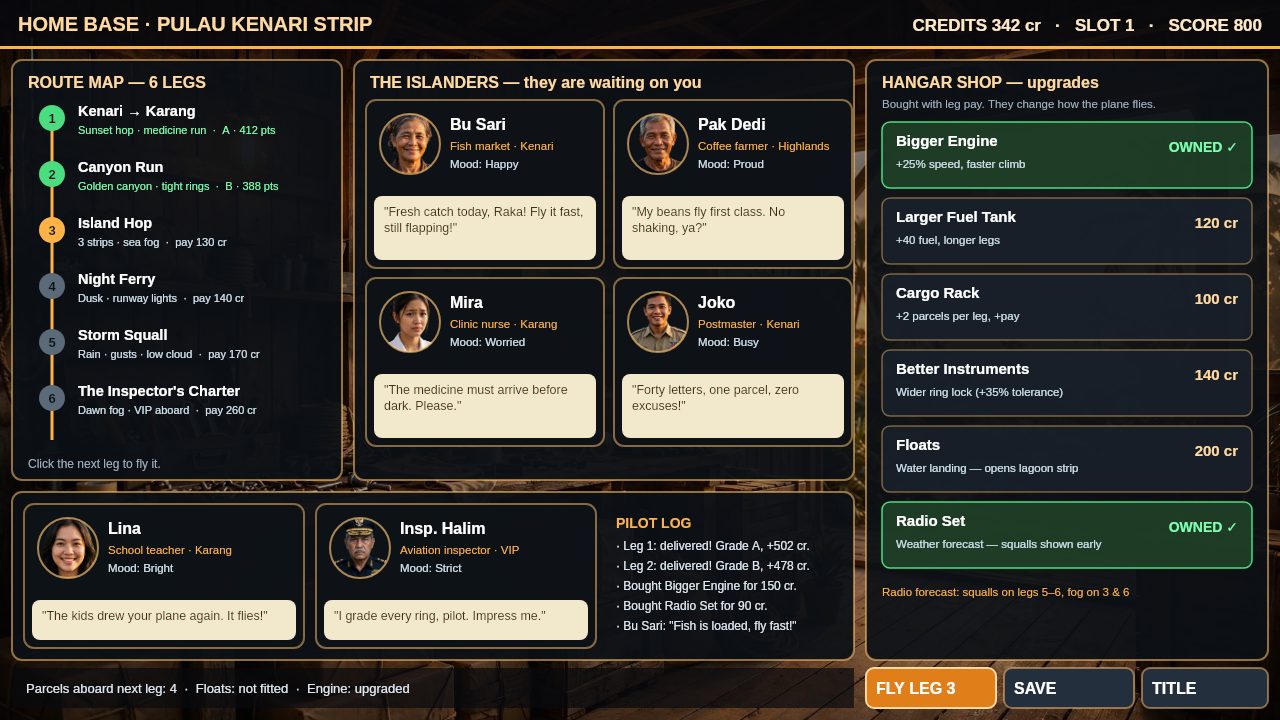 HOME BASE · PULAU KENARI STRIP
CREDITS 342 cr · SLOT 1 · SCORE 800
ROUTE MAP — 6 LEGS
1
Kenari → Karang
Sunset hop · medicine run · A · 412 pts
2
Canyon Run
Golden canyon · tight rings · B · 388 pts
3
Island Hop
3 strips · sea fog · pay 130 cr
4
Night Ferry
Dusk · runway lights · pay 140 cr
5
Storm Squall
Rain · gusts · low cloud · pay 170 cr
6
The Inspector's Charter
Dawn fog · VIP aboard · pay 260 cr
Click the next leg to fly it.
THE ISLANDERS — they are waiting on you
Bu Sari
Fish market · Kenari
Mood: Happy
"Fresh catch today, Raka! Fly it fast,
still flapping!"
Pak Dedi
Coffee farmer · Highlands
Mood: Proud
"My beans fly first class. No
shaking, ya?"
Mira
Clinic nurse · Karang
Mood: Worried
"The medicine must arrive before
dark. Please."
Joko
Postmaster · Kenari
Mood: Busy
"Forty letters, one parcel, zero
excuses!"
Lina
School teacher · Karang
Mood: Bright
"The kids drew your plane again. It flies!"
Insp. Halim
Aviation inspector · VIP
Mood: Strict
"I grade every ring, pilot. Impress me."
PILOT LOG
· Leg 1: delivered! Grade A, +502 cr.
· Leg 2: delivered! Grade B, +478 cr.
· Bought Bigger Engine for 150 cr.
· Bought Radio Set for 90 cr.
· Bu Sari: "Fish is loaded, fly fast!"
HANGAR SHOP — upgrades
Bought with leg pay. They change how the plane flies.
Bigger Engine
+25% speed, faster climb
OWNED ✓
Larger Fuel Tank
+40 fuel, longer legs
120 cr
Cargo Rack
+2 parcels per leg, +pay
100 cr
Better Instruments
Wider ring lock (+35% tolerance)
140 cr
Floats
Water landing — opens lagoon strip
200 cr
Radio Set
Weather forecast — squalls shown early
OWNED ✓
Radio forecast: squalls on legs 5–6, fog on 3 & 6
Parcels aboard next leg: 4 · Floats: not fitted · Engine: upgraded
FLY LEG 3
SAVE
TITLE